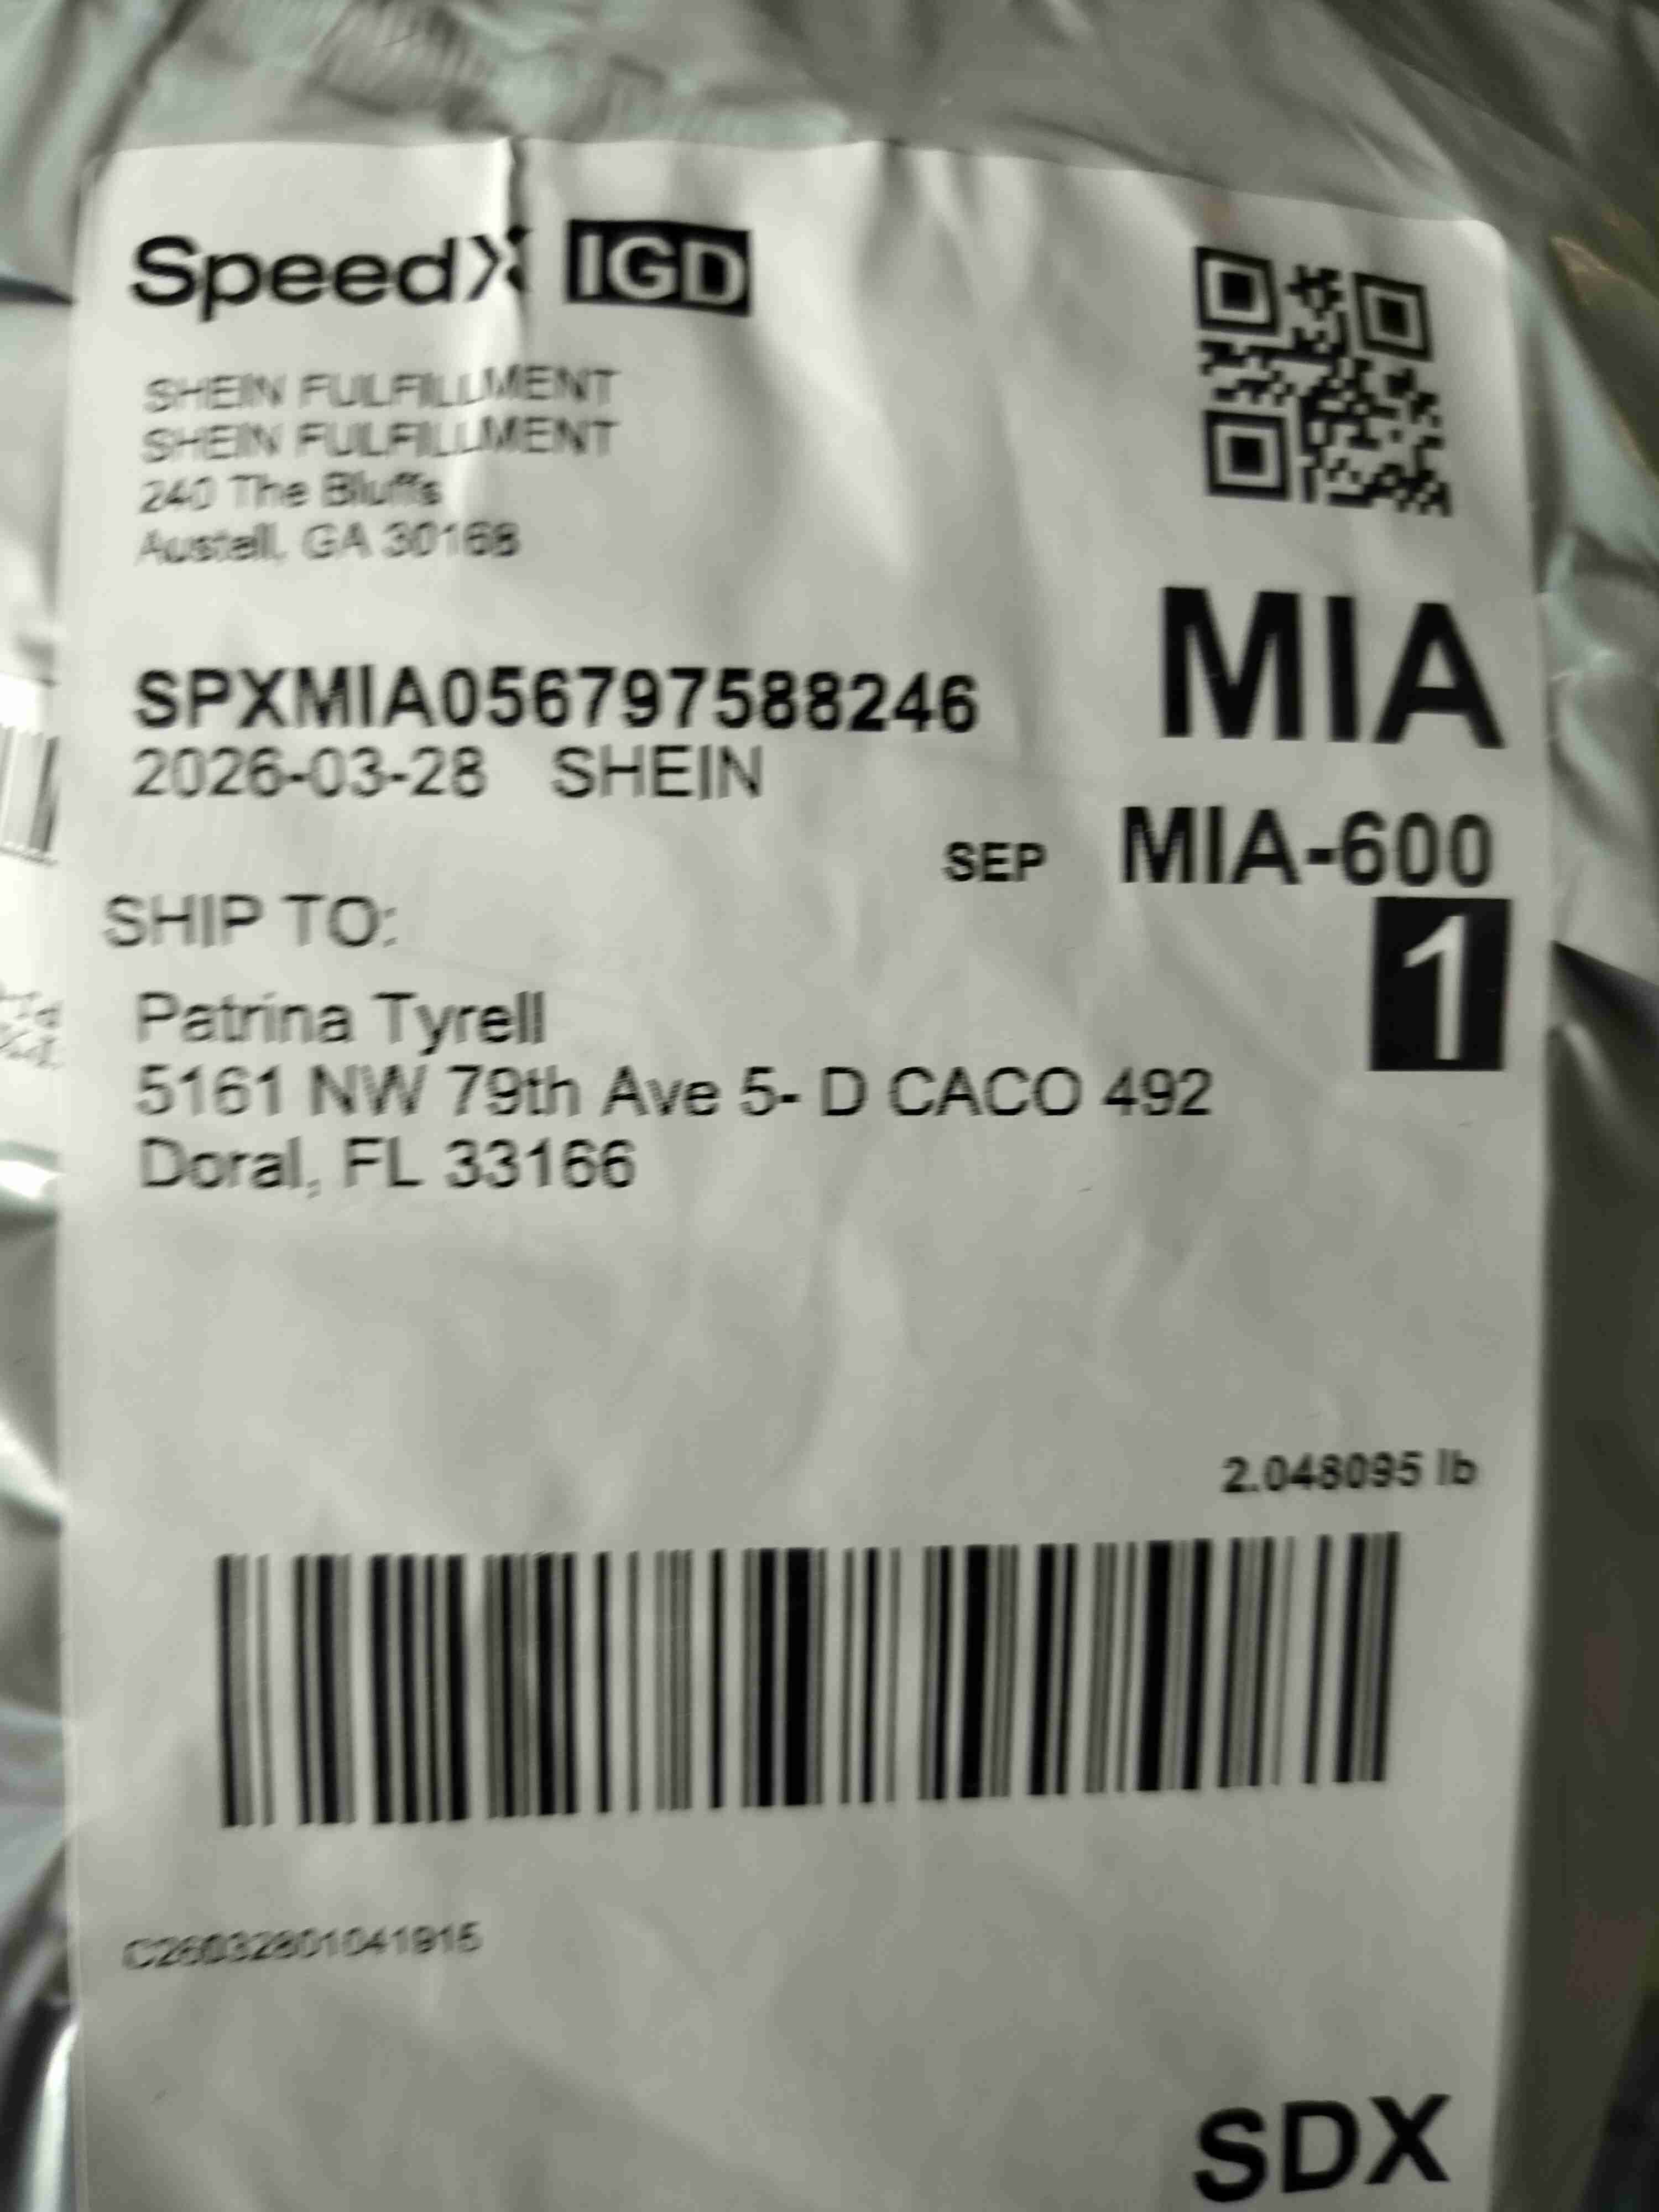 SpeedX IGD
SHEIN FULFILLMENT
SHEIN FULFILLMENT
240 The Bluffs
Austell, GA 30168
MIA
SPXMIA056797588246
2026-03-28 SHEIN
SEP MIA-600
1
SHIP TO:
Patrina Tyrell
5161 NW 79th Ave 5- D CACO 492
Doral, FL 33166
2.048095 lb
C26032801041915
SDX